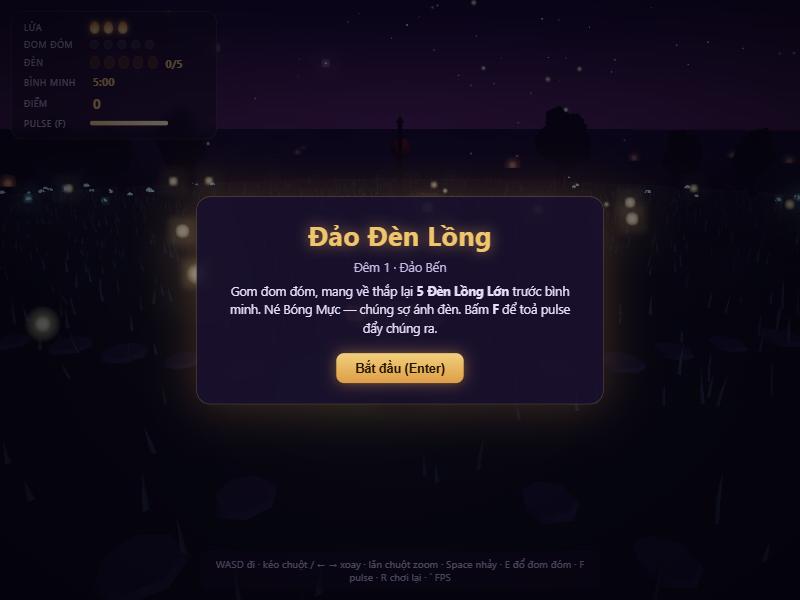 LỬA
ĐOM ĐÓM
ĐÈN 0/5
BÌNH MINH 5:00
ĐIỂM 0
PULSE (F)
Đảo Đèn Lồng
Đêm 1 · Đảo Bến
Gom đom đóm, mang về thắp lại 5 Đèn Lồng Lớn trước bình
minh. Né Bóng Mực — chúng sợ ánh đèn. Bấm F để toả pulse
đẩy chúng ra.
Bắt đầu (Enter)
WASD đi · kéo chuột / ← → xoay · lăn chuột zoom · Space nhảy · E đổ đom đóm · F
pulse · R chơi lại · ` FPS